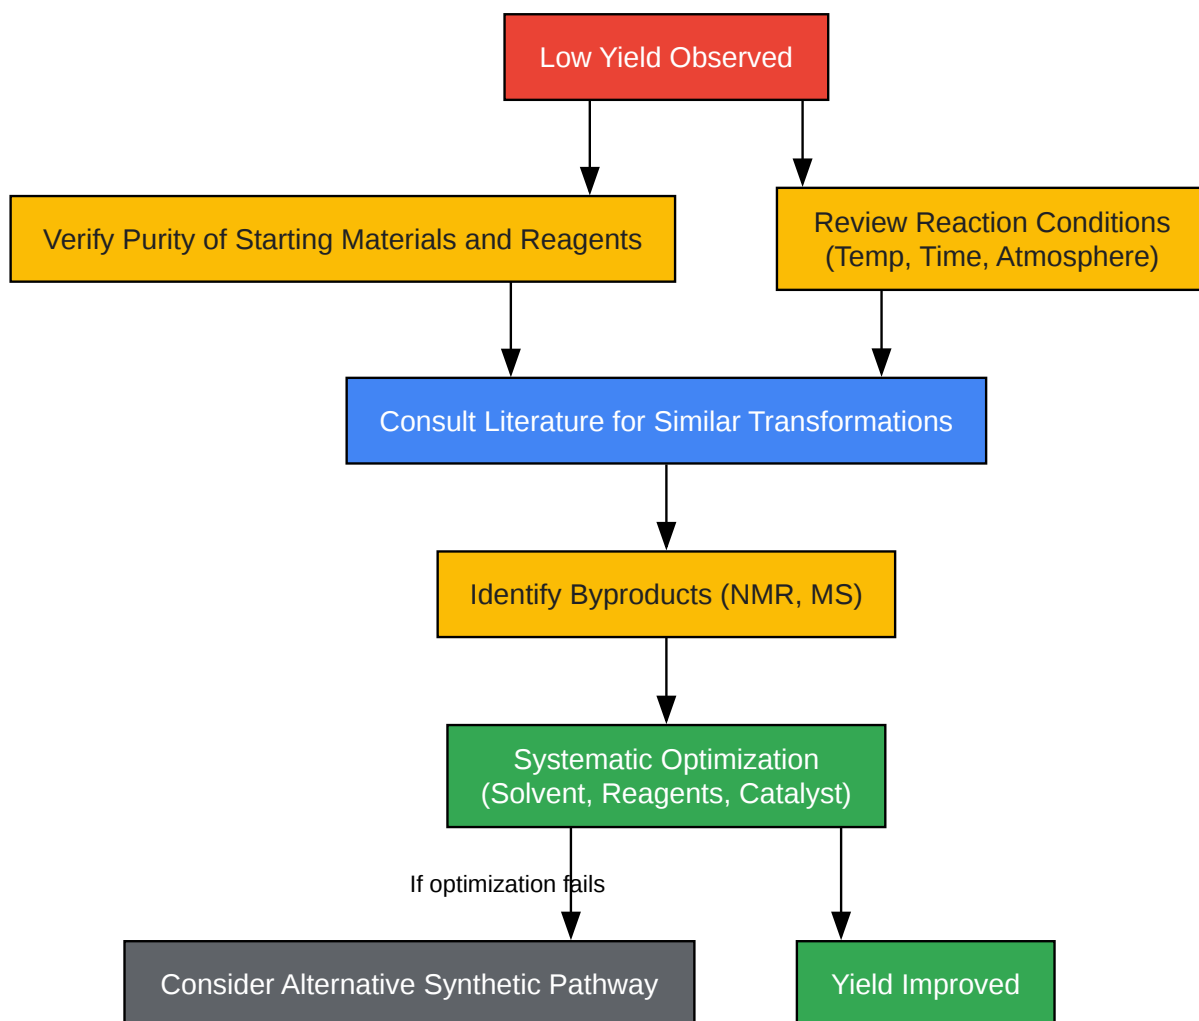 Low Yield Observed
Verify Purity of Starting Materials and Reagents
Review Reaction Conditions
(Temp, Time, Atmosphere)
Consult Literature for Similar Transformations
Identify Byproducts (NMR, MS)
Systematic Optimization
(Solvent, Reagents, Catalyst)
If optimization fails
Consider Alternative Synthetic Pathway
Yield Improved